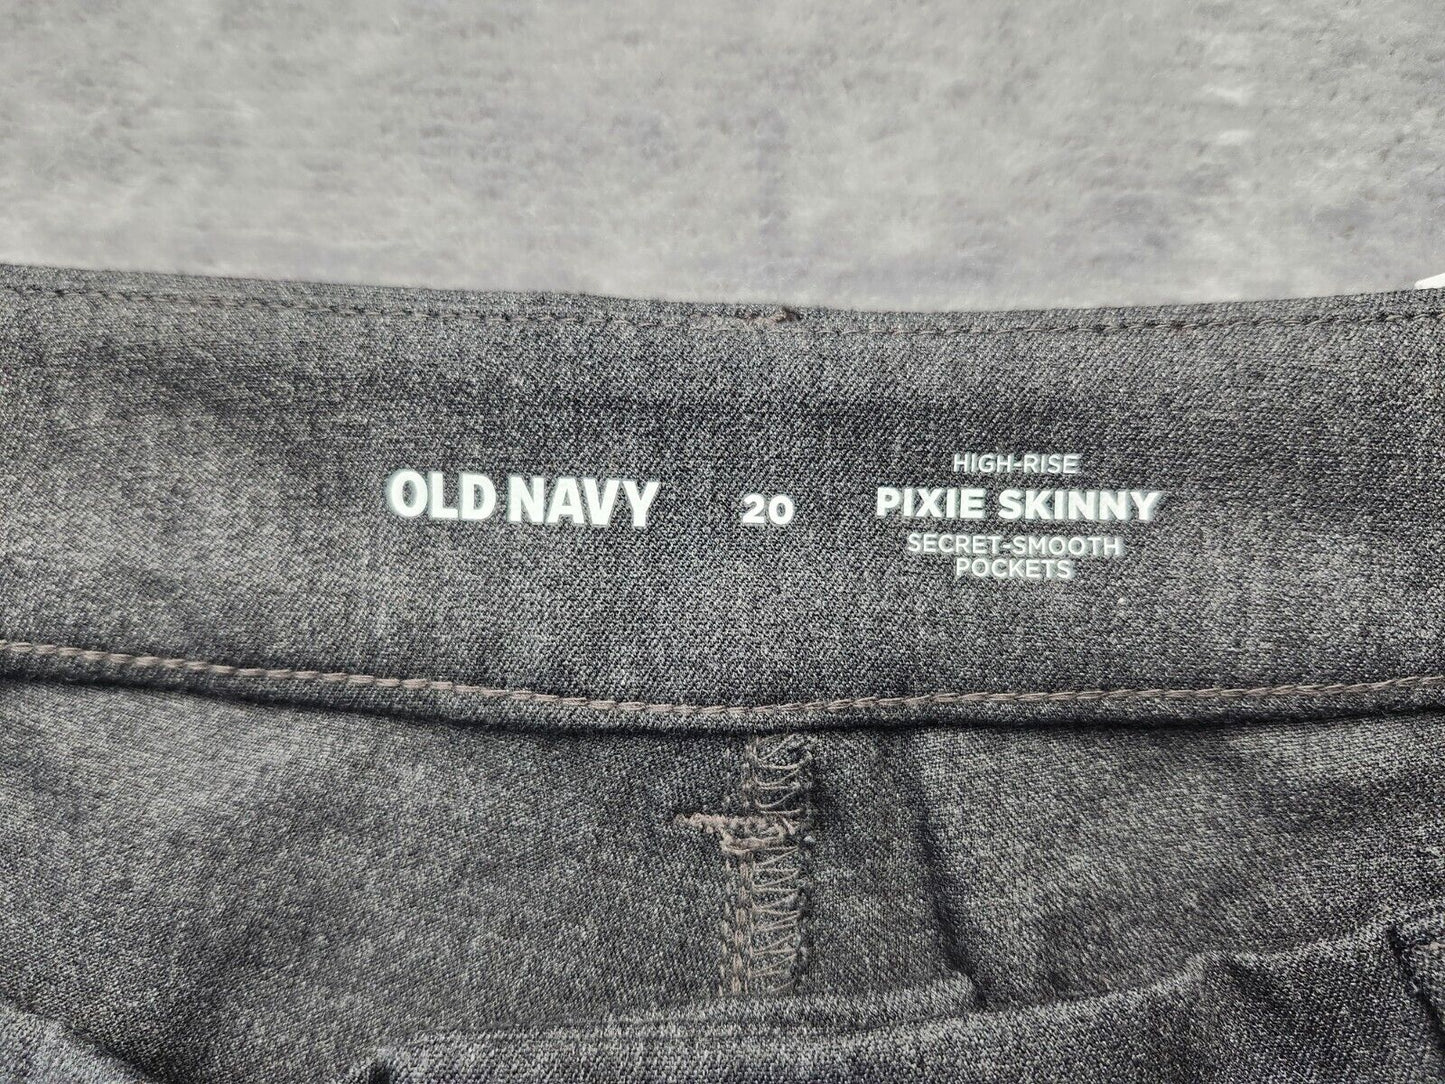 OLD NAVY
20
HIGH-RISE
PIXIE SKINNY
SECRET-SMOOTH
POCKETS